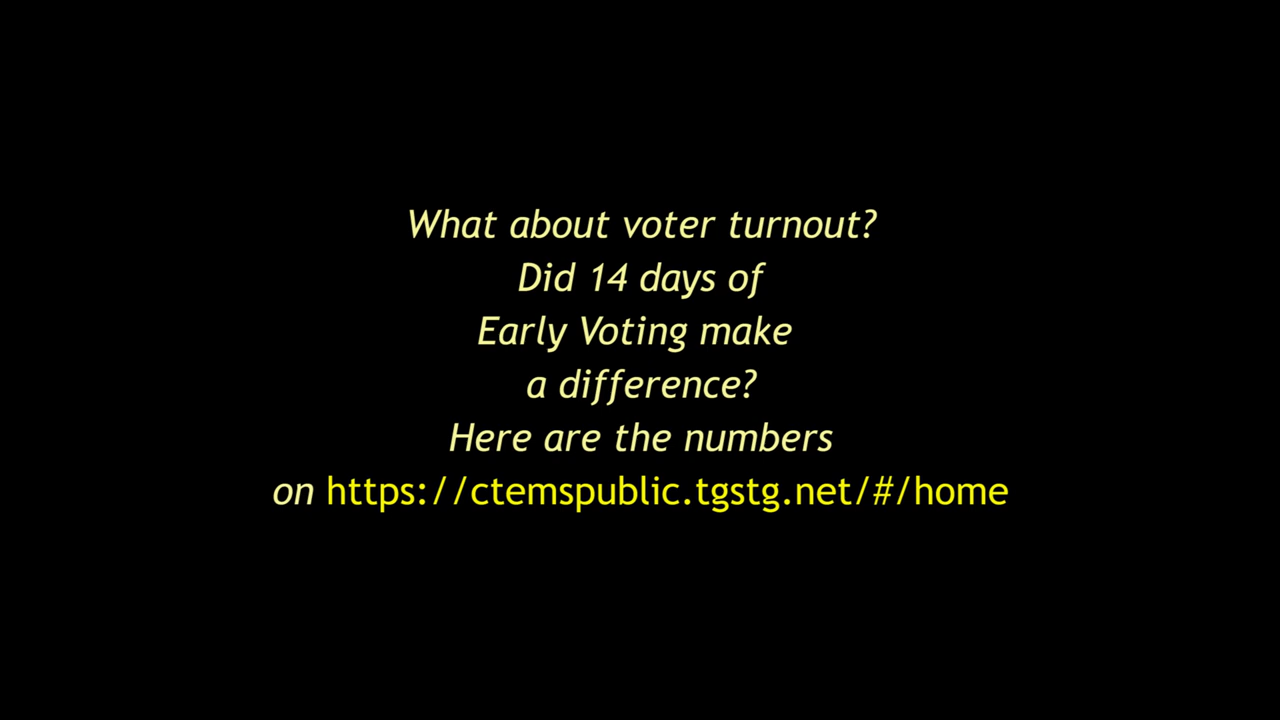 What about voter turnout?
Did 14 days of
Early Voting make
a difference?
Here are the numbers
on https://ctemspublic.tgstg.net/#/home